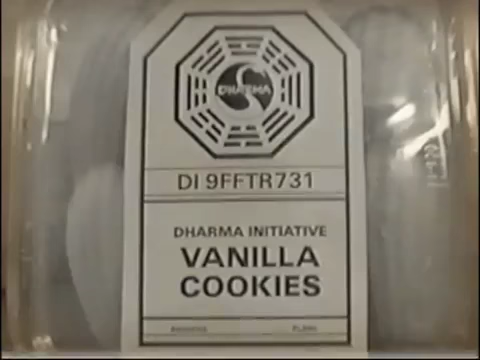 DHARMA
DI 9FFTR731
DHARMA INITIATIVE
VANILLA
COOKIES